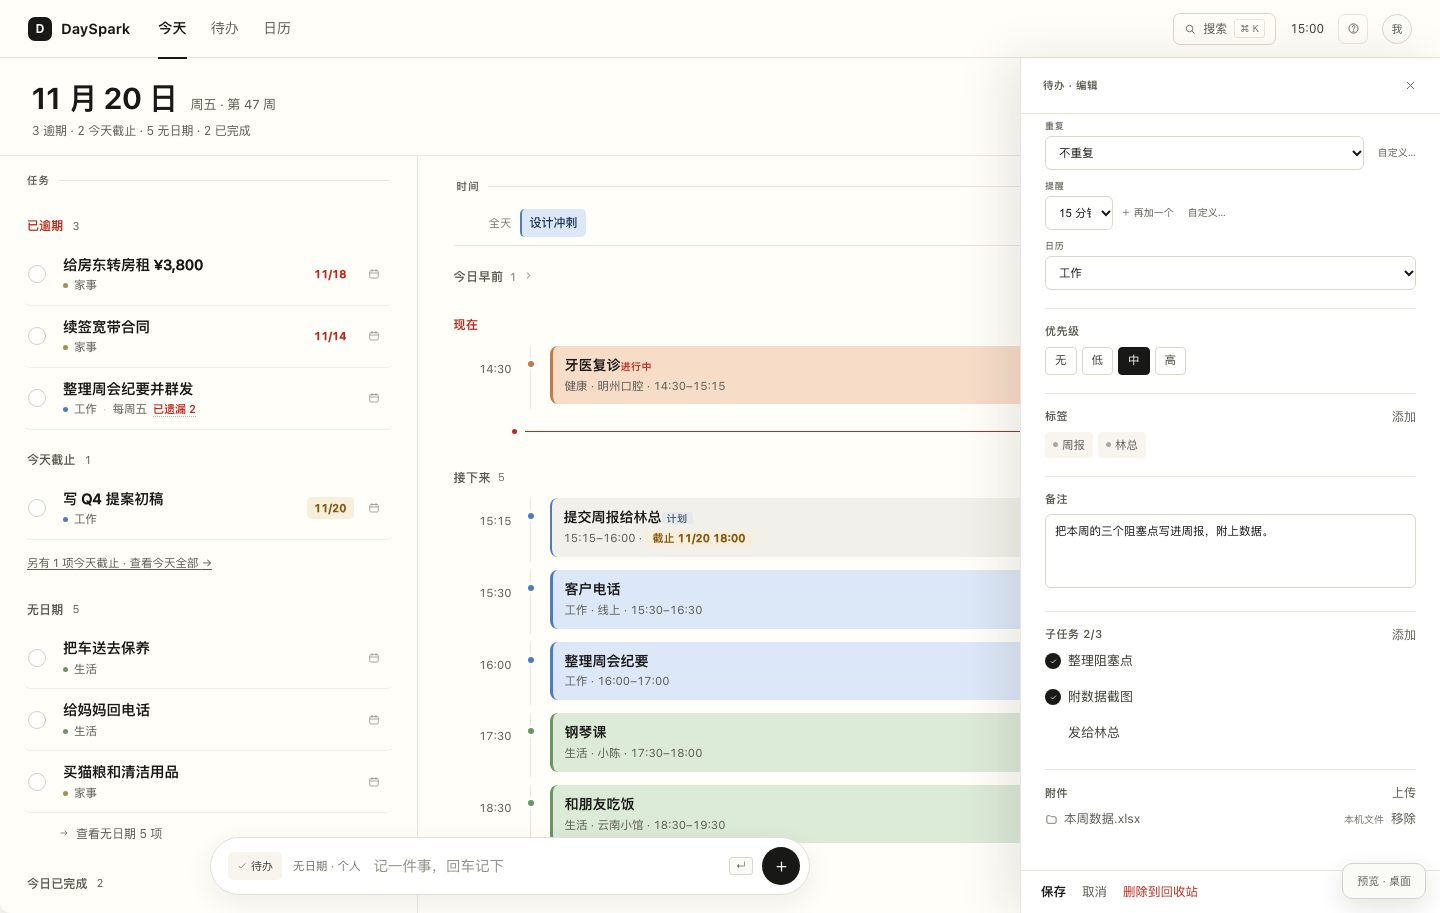 D DaySpark 今天 待办 日历 搜索 ⌘ K 15:00 我
11 月 20 日 周五 · 第 47 周
3 逾期 · 2 今天截止 · 5 无日期 · 2 已完成
任务
已逾期 3
给房东转房租 ¥3,800
家事
11/18
续签宽带合同
家事
11/14
整理周会纪要并群发
工作 · 每周五 已遗漏 2
今天截止 1
写 Q4 提案初稿
工作
11/20
另有 1 项今天截止 · 查看今天全部 →
无日期 5
把车送去保养
生活
给妈妈回电话
生活
买猫粮和清洁用品
家事
→ 查看无日期 5 项
今日已完成 2
时间
全天 设计冲刺
今日早前 1
现在
14:30
牙医复诊进行中
健康 · 明州口腔 · 14:30–15:15
接下来 5
15:15
提交周报给林总 计划
15:15–16:00 · 截止 11/20 18:00
15:30
客户电话
工作 · 线上 · 15:30–16:30
16:00
整理周会纪要
工作 · 16:00–17:00
17:30
钢琴课
生活 · 小陈 · 17:30–18:00
18:30
和朋友吃饭
生活 · 云南小馆 · 18:30–19:30
待办 无日期 · 个人 记一件事，回车记下
待办 · 编辑
重复
不重复 自定义…
提醒
15 分钟 + 再加一个 自定义…
日历
工作
优先级
无 低 中 高
标签 添加
周报 林总
备注
把本周的三个阻塞点写进周报，附上数据。
子任务 2/3 添加
整理阻塞点
附数据截图
发给林总
附件 上传
本周数据.xlsx 本机文件 移除
保存 取消 删除到回收站
预览 · 桌面